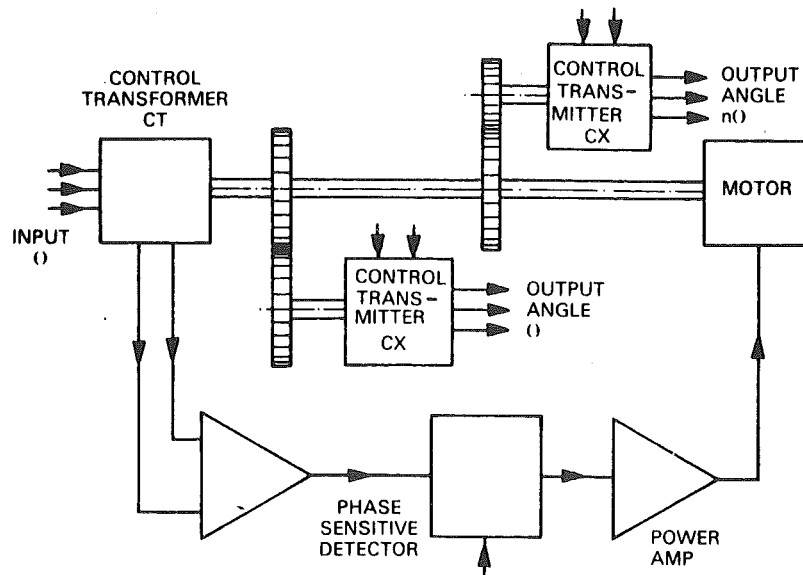 CONTROL
TRANSFORMER
CT
INPUT
()
CONTROL
TRANS-
MITTER
CX
OUTPUT
ANGLE
n()
MOTOR
CONTROL
TRANS-
MITTER
CX
OUTPUT
ANGLE
()
PHASE
SENSITIVE
DETECTOR
POWER
AMP